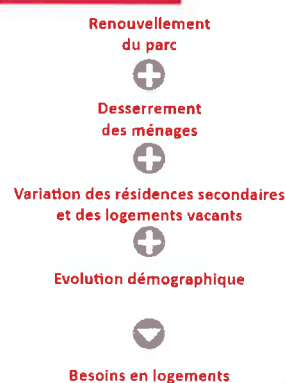 Renouvellement
du parc
Desserrement
des ménages
Variation des résidences secondaires
et des logements vacants
Evolution démographique
Besoins en logements